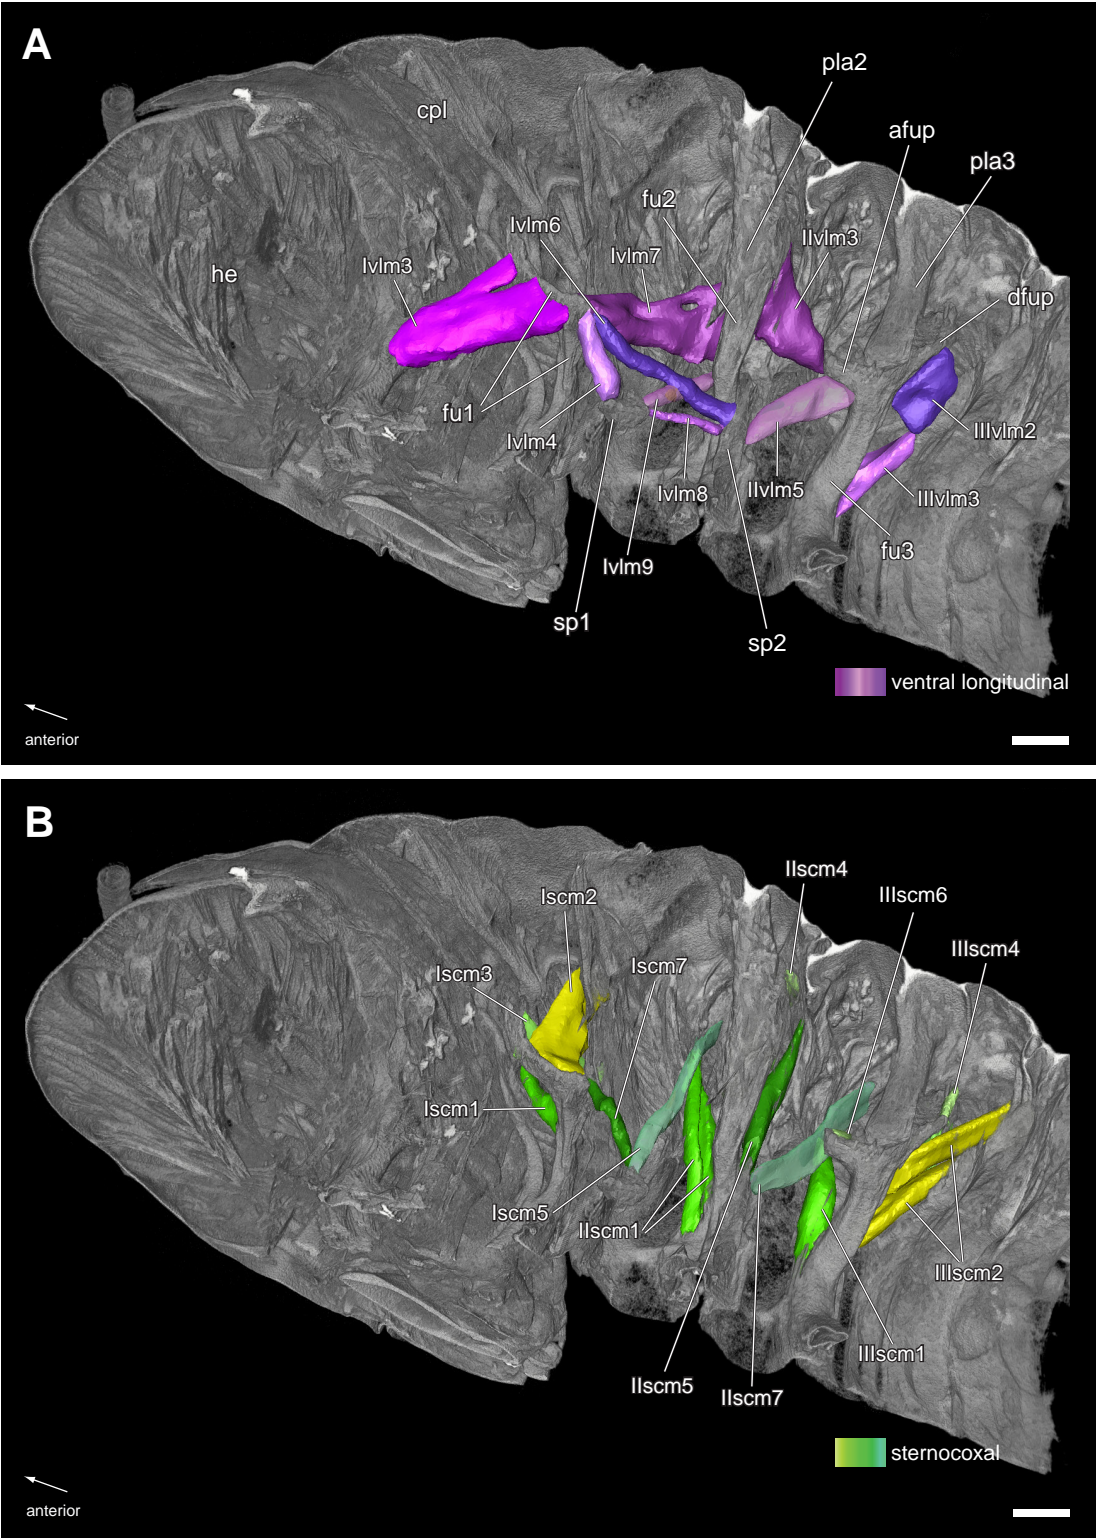 A
pla2
cpl
afup
pla3
fu2
Ivlm6
IIvlm3
Ivlm7
Ivlm3
he
dfup
fu1
Ivlm4
IIIvlm2
Ivlm8
IIvlm5
IIIvlm3
fu3
Ivlm9
sp1
sp2
ventral longitudinal
anterior
B
IIscm4
Iscm2
IIIscm6
IIIscm4
Iscm3
Iscm7
Iscm1
Iscm5
IIscm1
IIIscm2
IIIscm1
IIscm5
IIscm7
sternocoxal
anterior